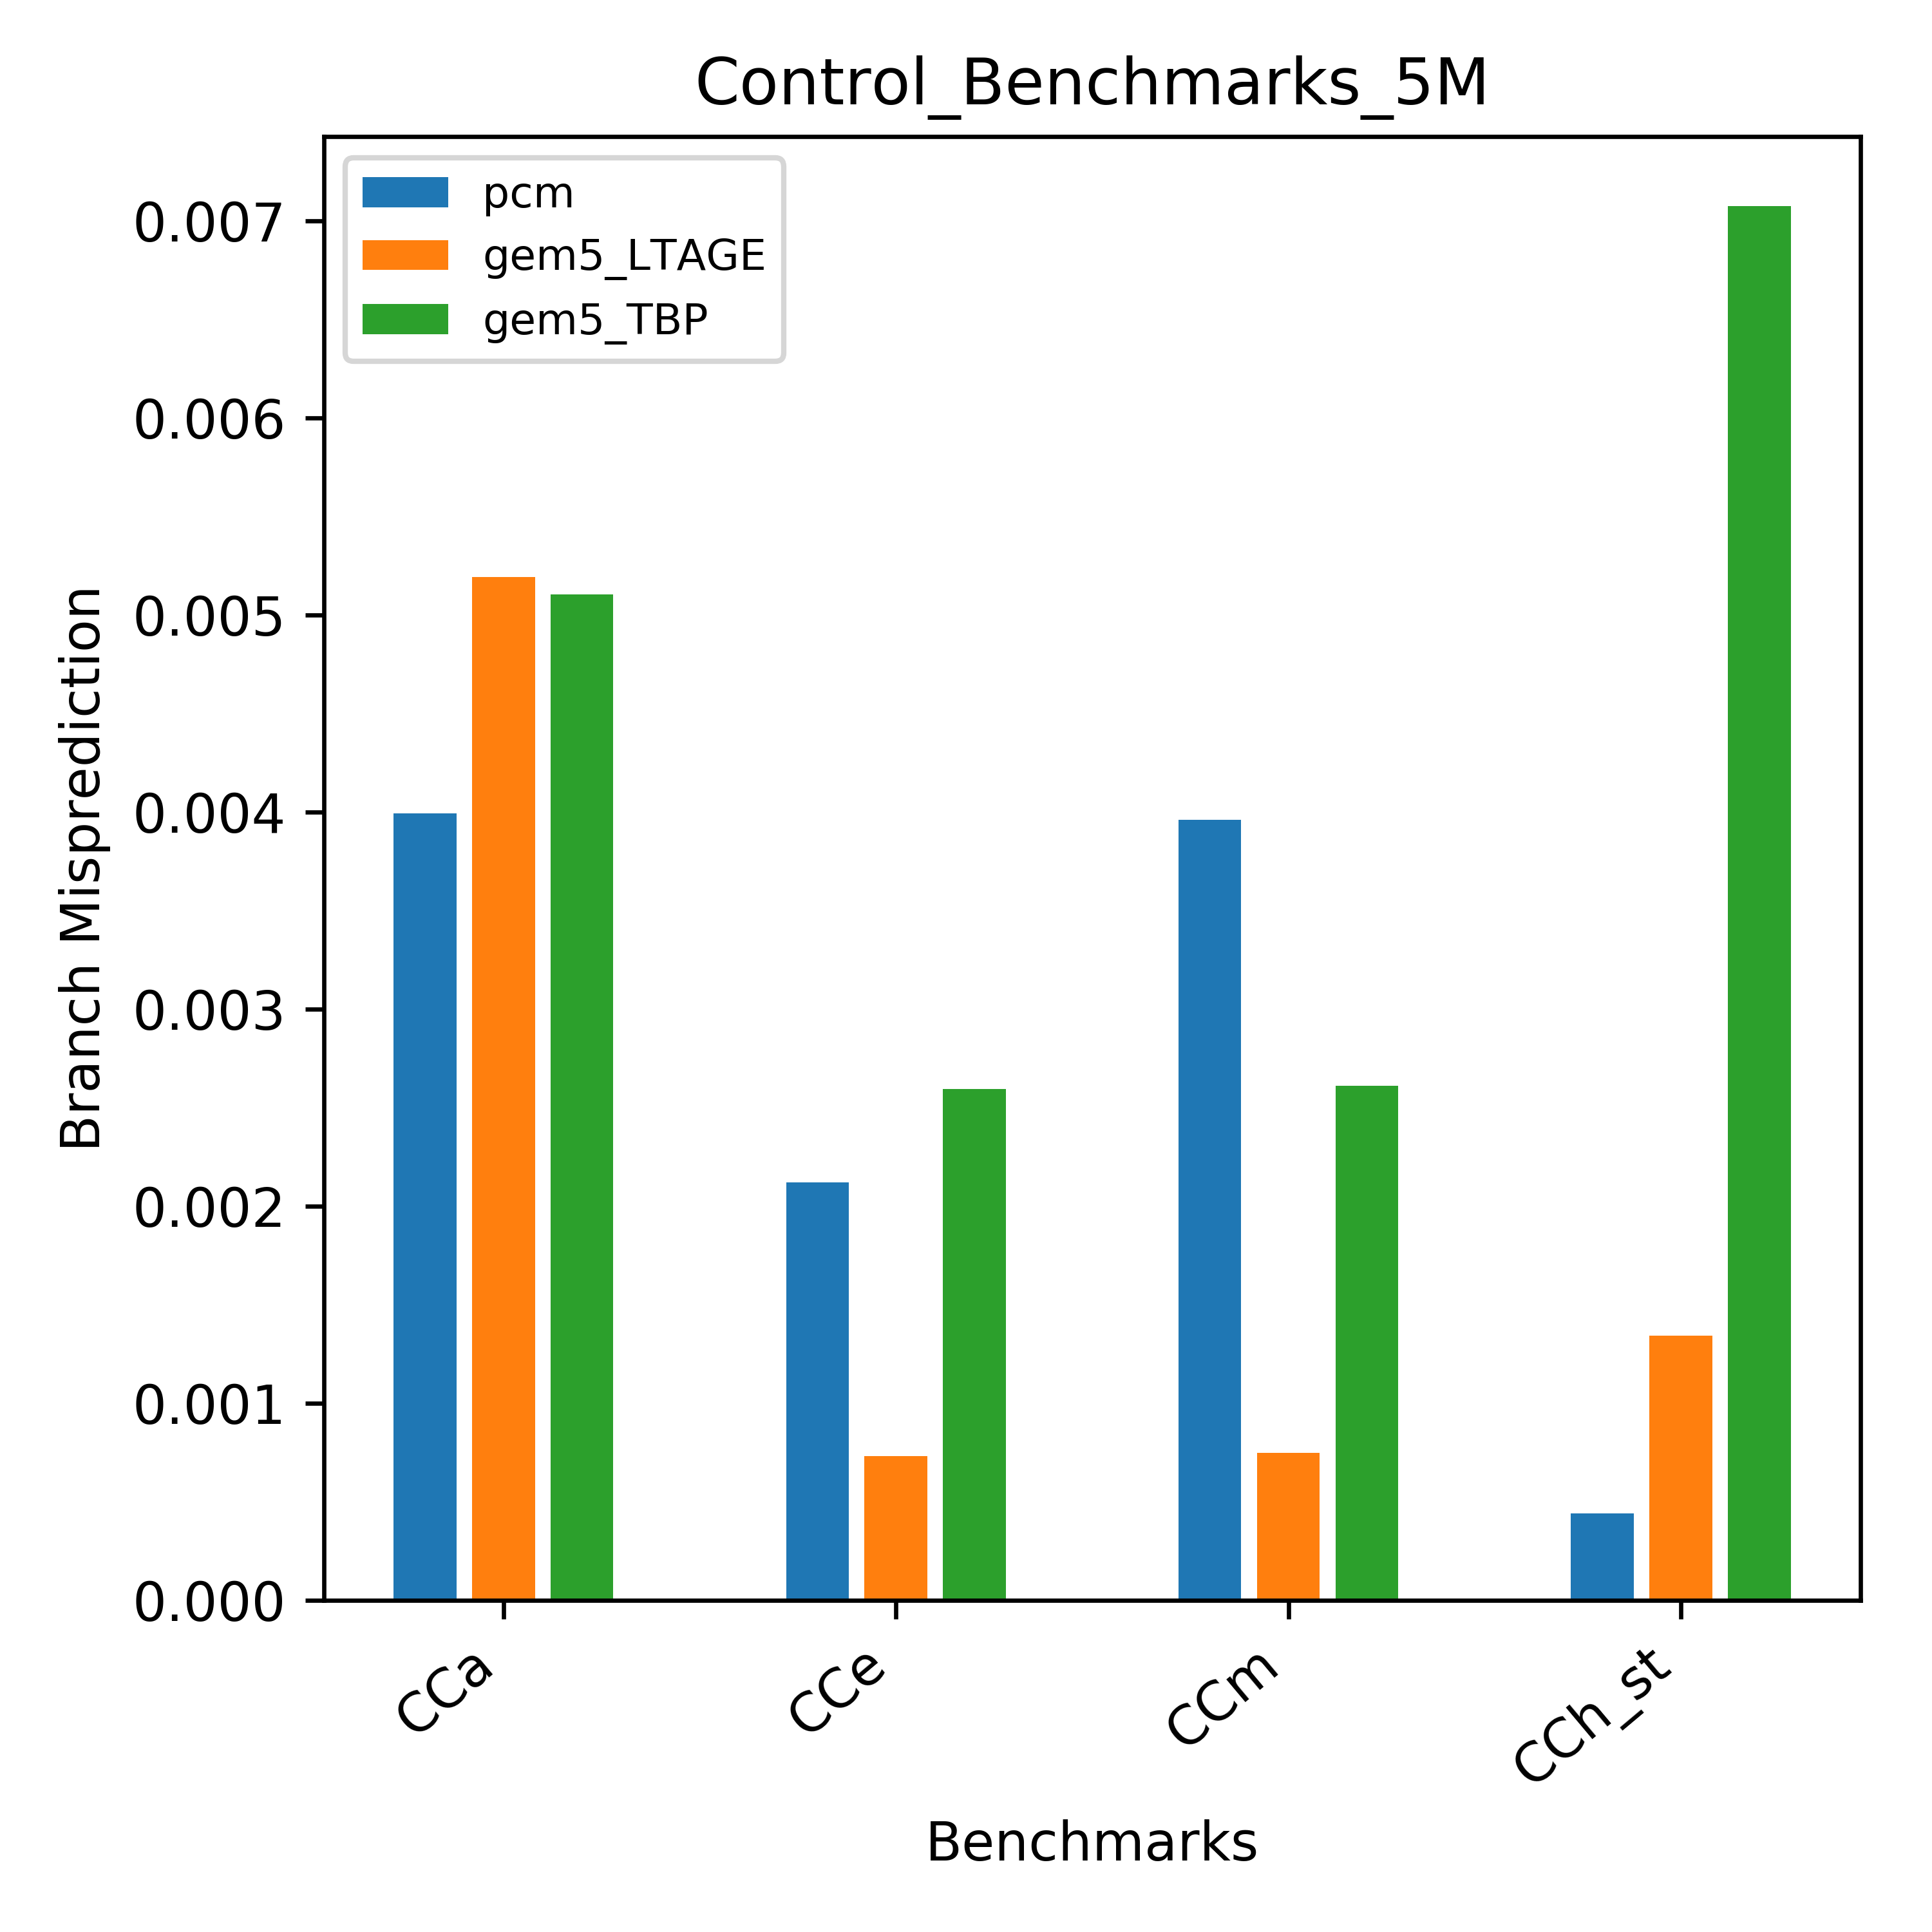 Control_Benchmarks_5M
pcm
gem5_LTAGE
gem5_TBP
0.007
0.006
0.005
0.004
0.003
0.002
0.001
0.000
Branch Misprediction
CCa
CCe
CCm
CCh_st
Benchmarks